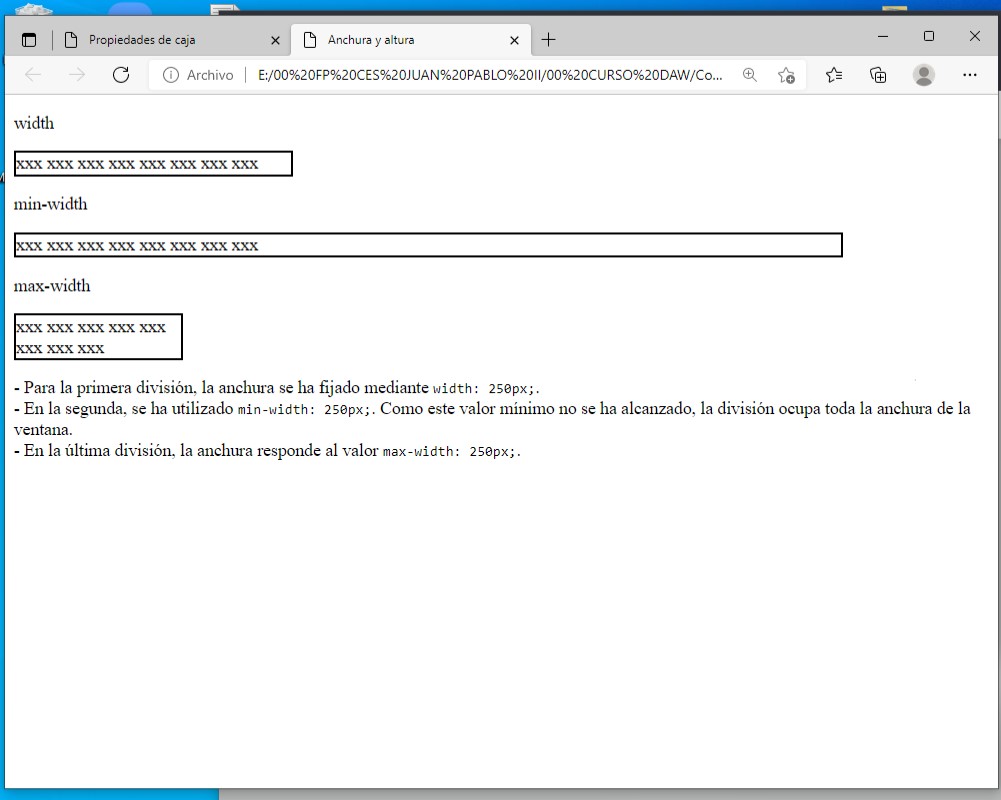 Propiedades de caja
Anchura y altura
Archivo
E:/00%20FP%20CES%20JUAN%20PABLO%20II/00%20CURSO%20DAW/Co...
width
xxx xxx xxx xxx xxx xxx xxx xxx
min-width
xxx xxx xxx xxx xxx xxx xxx xxx
max-width
xxx xxx xxx xxx xxx
xxx xxx xxx
- Para la primera división, la anchura se ha fijado mediante width: 250px;.
- En la segunda, se ha utilizado min-width: 250px;. Como este valor mínimo no se ha alcanzado, la división ocupa toda la anchura de la
ventana.
- En la última división, la anchura responde al valor max-width: 250px;.